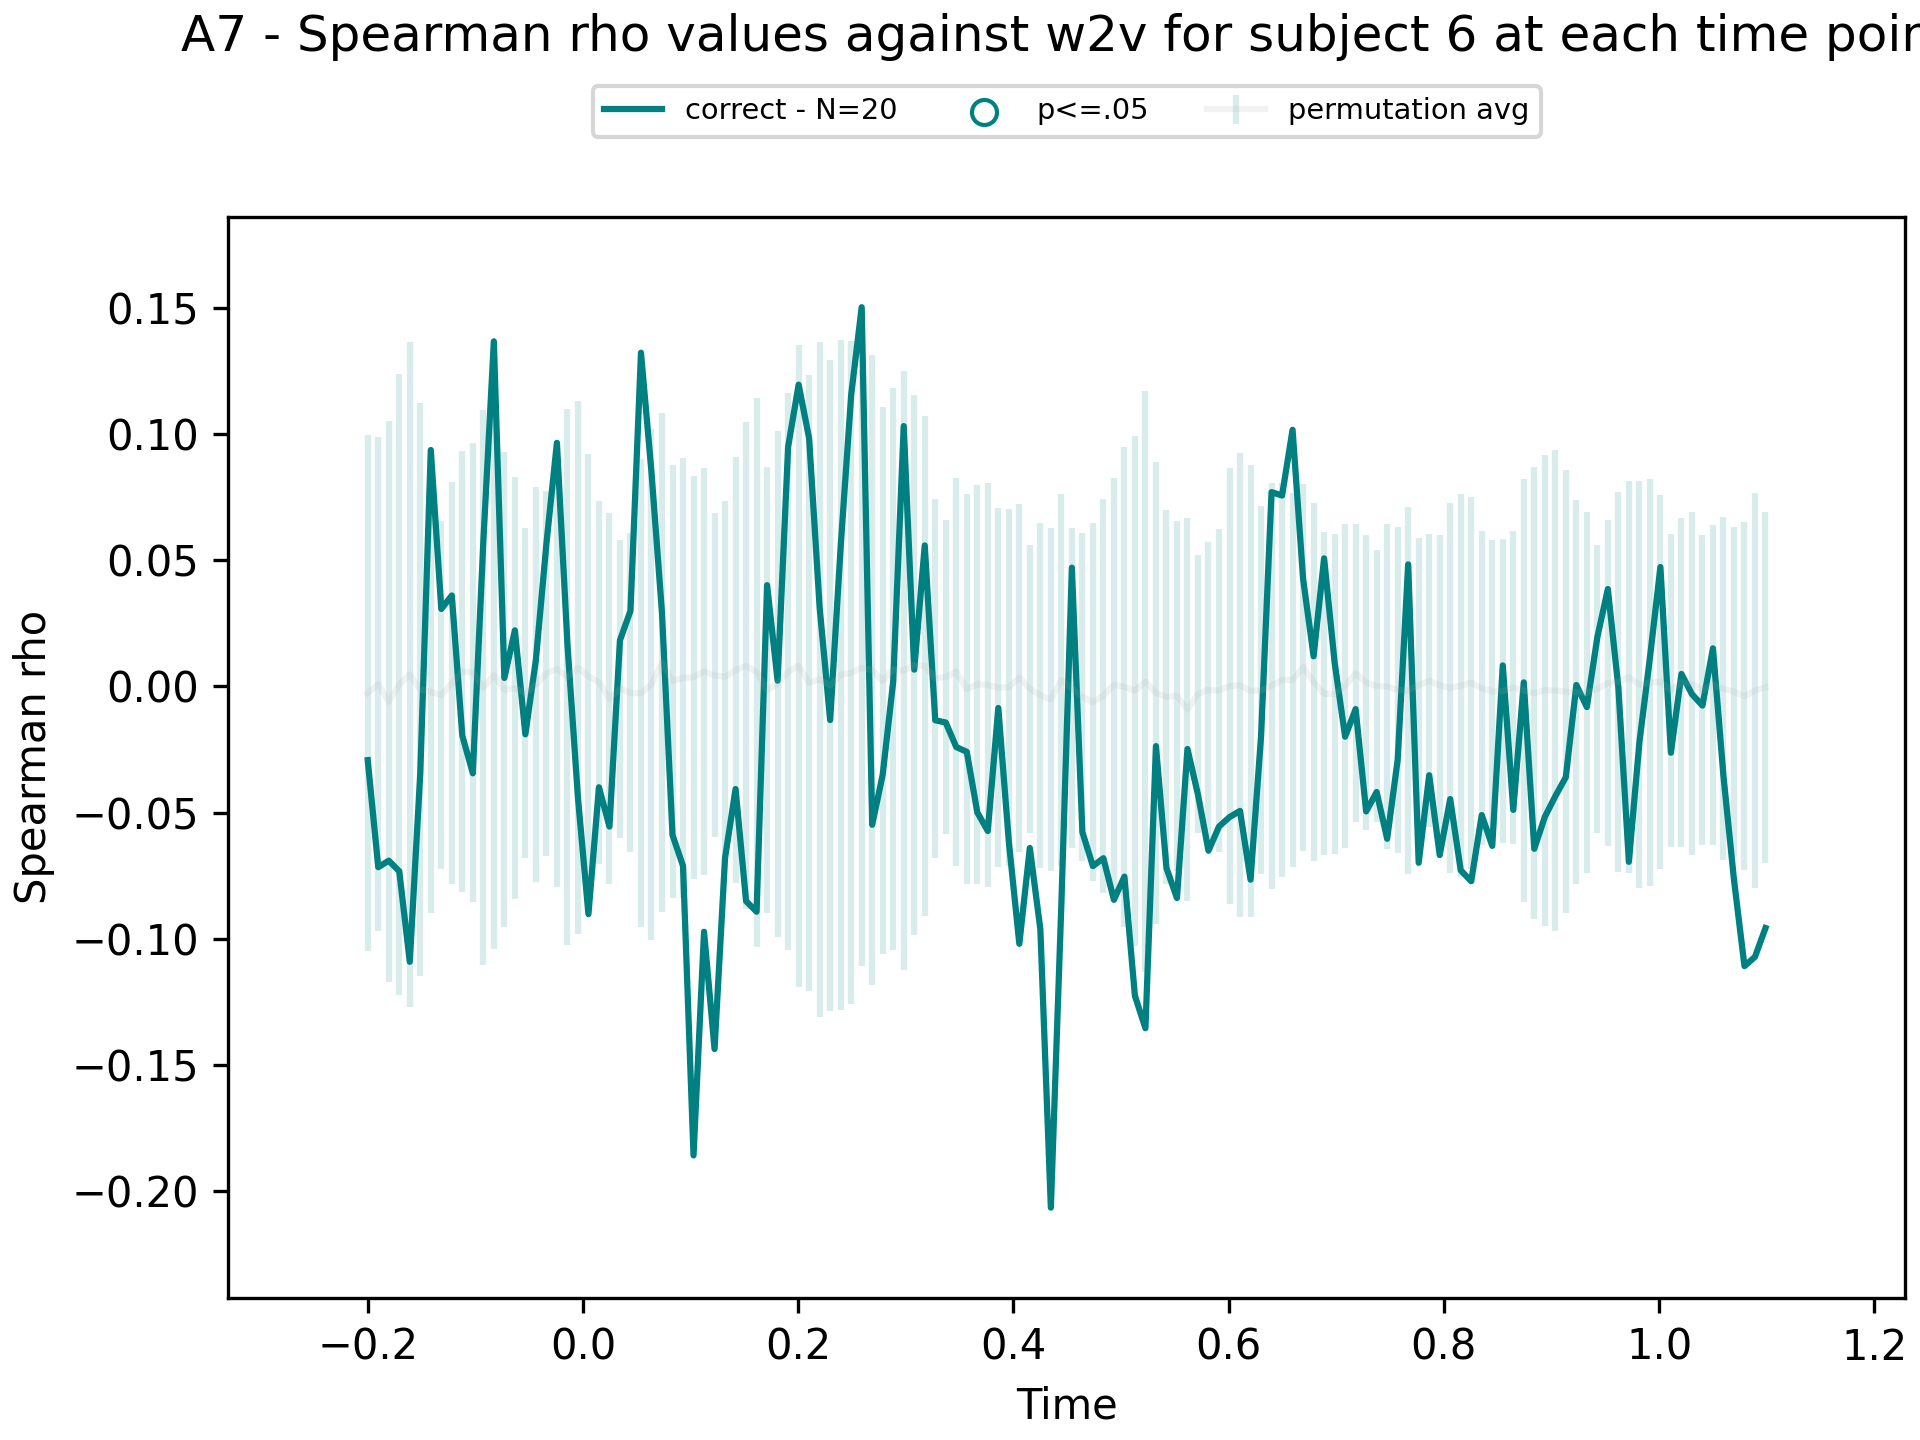 A7 - Spearman rho values against w2v for subject 6 at each time poin
correct - N=20 p<=.05 permutation avg
0.15
0.10
0.05
0.00
−0.05
−0.10
−0.15
−0.20
Spearman rho
−0.2 0.0 0.2 0.4 0.6 0.8 1.0 1.2
Time